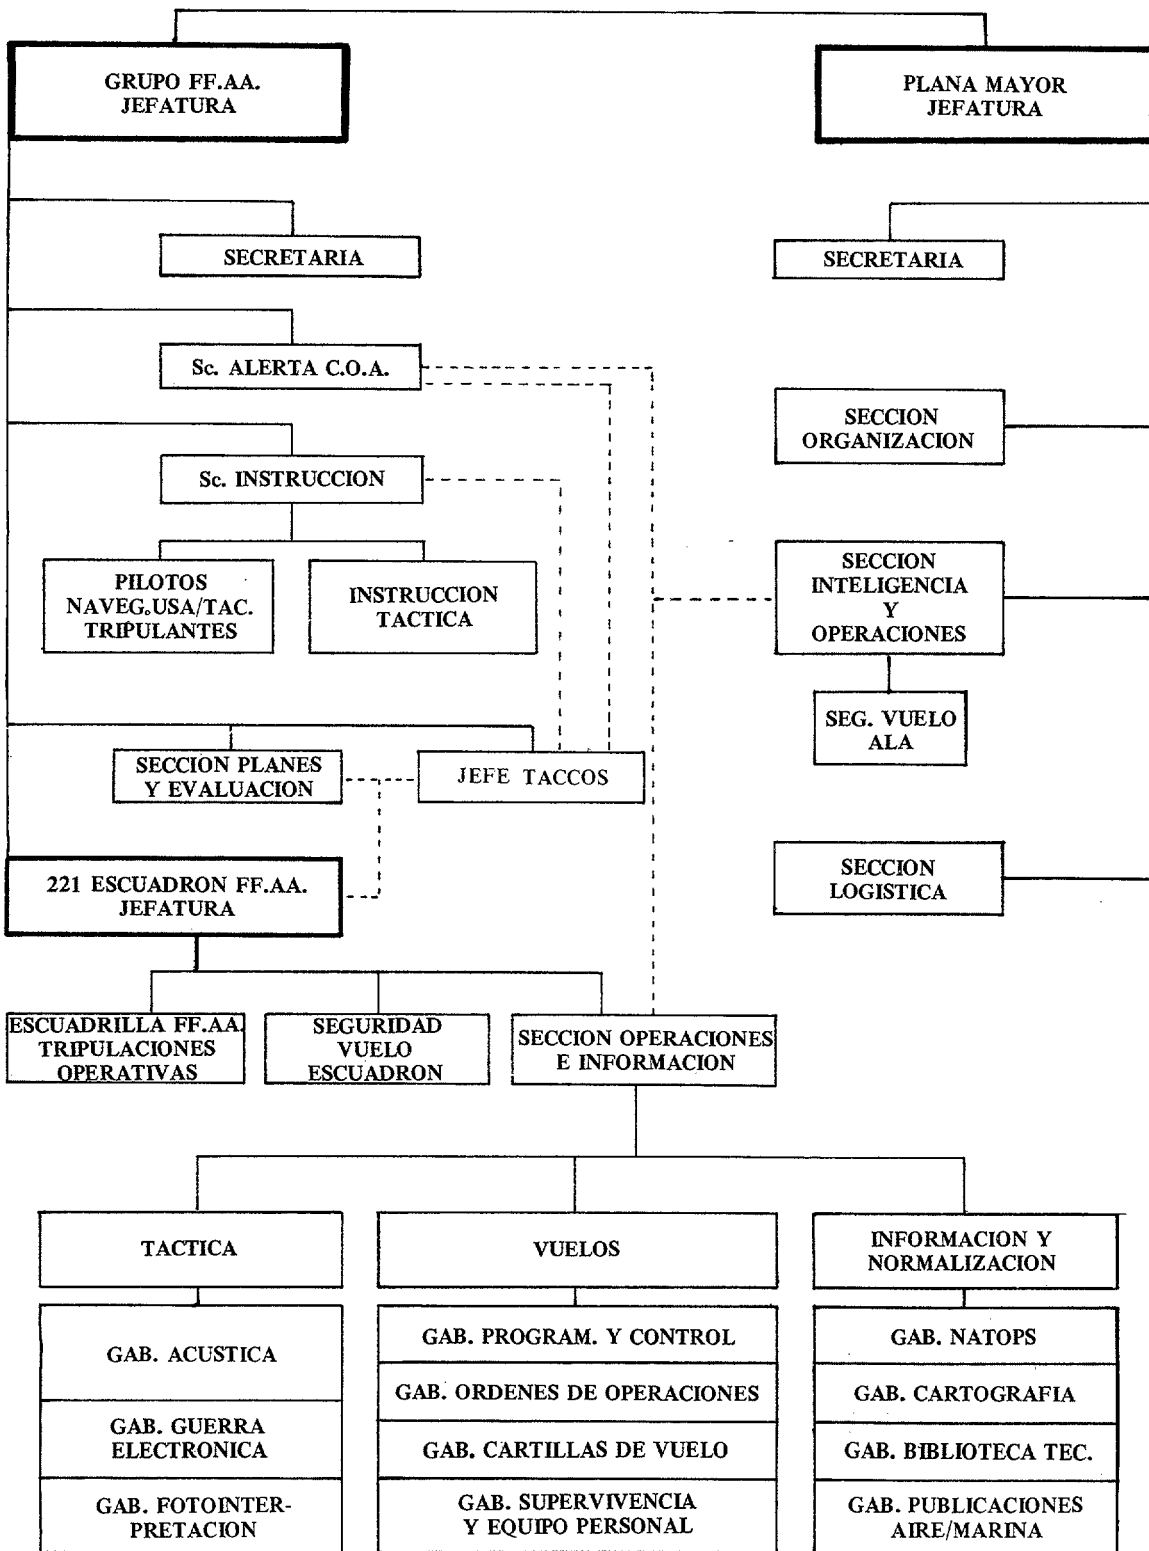 GRUPO FF.AA.
JEFATURA
PLANA MAYOR
JEFATURA
SECRETARIA
SECRETARIA
Sc. ALERTA C.O.A.
SECCION
ORGANIZACION
Sc. INSTRUCCION
PILOTOS
NAVEG. USA/TAC.
TRIPULANTES
INSTRUCCION
TACTICA
SECCION
INTELIGENCIA
Y
OPERACIONES
SEG. VUELO
ALA
SECCION PLANES
Y EVALUACION
JEFE TACCOS
221 ESCUADRON FF.AA.
JEFATURA
SECCION
LOGISTICA
ESCUADRILLA FF.AA.
TRIPULACIONES
OPERATIVAS
SEGURIDAD
VUELO
ESCUADRON
SECCION OPERACIONES
E INFORMACION
TACTICA
VUELOS
INFORMACION Y
NORMALIZACION
GAB. ACUSTICA
GAB. GUERRA
ELECTRONICA
GAB. FOTOINTER-
PRETACION
GAB. PROGRAM. Y CONTROL
GAB. ORDENES DE OPERACIONES
GAB. CARTILLAS DE VUELO
GAB. SUPERVIVENCIA
Y EQUIPO PERSONAL
GAB. NATOPS
GAB. CARTOGRAFIA
GAB. BIBLIOTECA TEC.
GAB. PUBLICACIONES
AIRE/MARINA